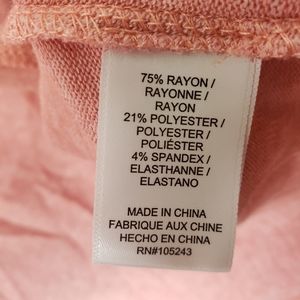 75% RAYON /
RAYONNE /
RAYON
21% POLYESTER /
POLYESTER /
POLIÉSTER
4% SPANDEX /
ELASTHANNE /
ELASTANO
MADE IN CHINA
FABRIQUE AUX CHINE
HECHO EN CHINA
RN#105243